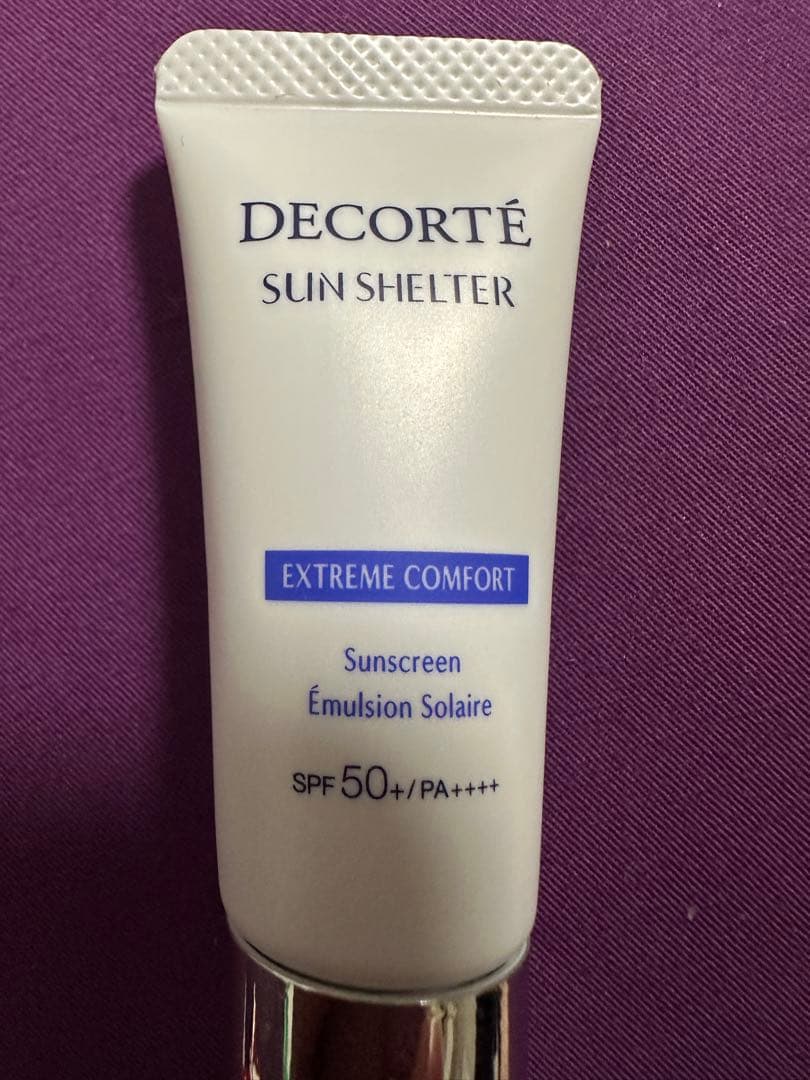 DECORTÉ
SUN SHELTER
EXTREME COMFORT
Sunscreen
Émulsion Solaire
SPF 50+/PA++++